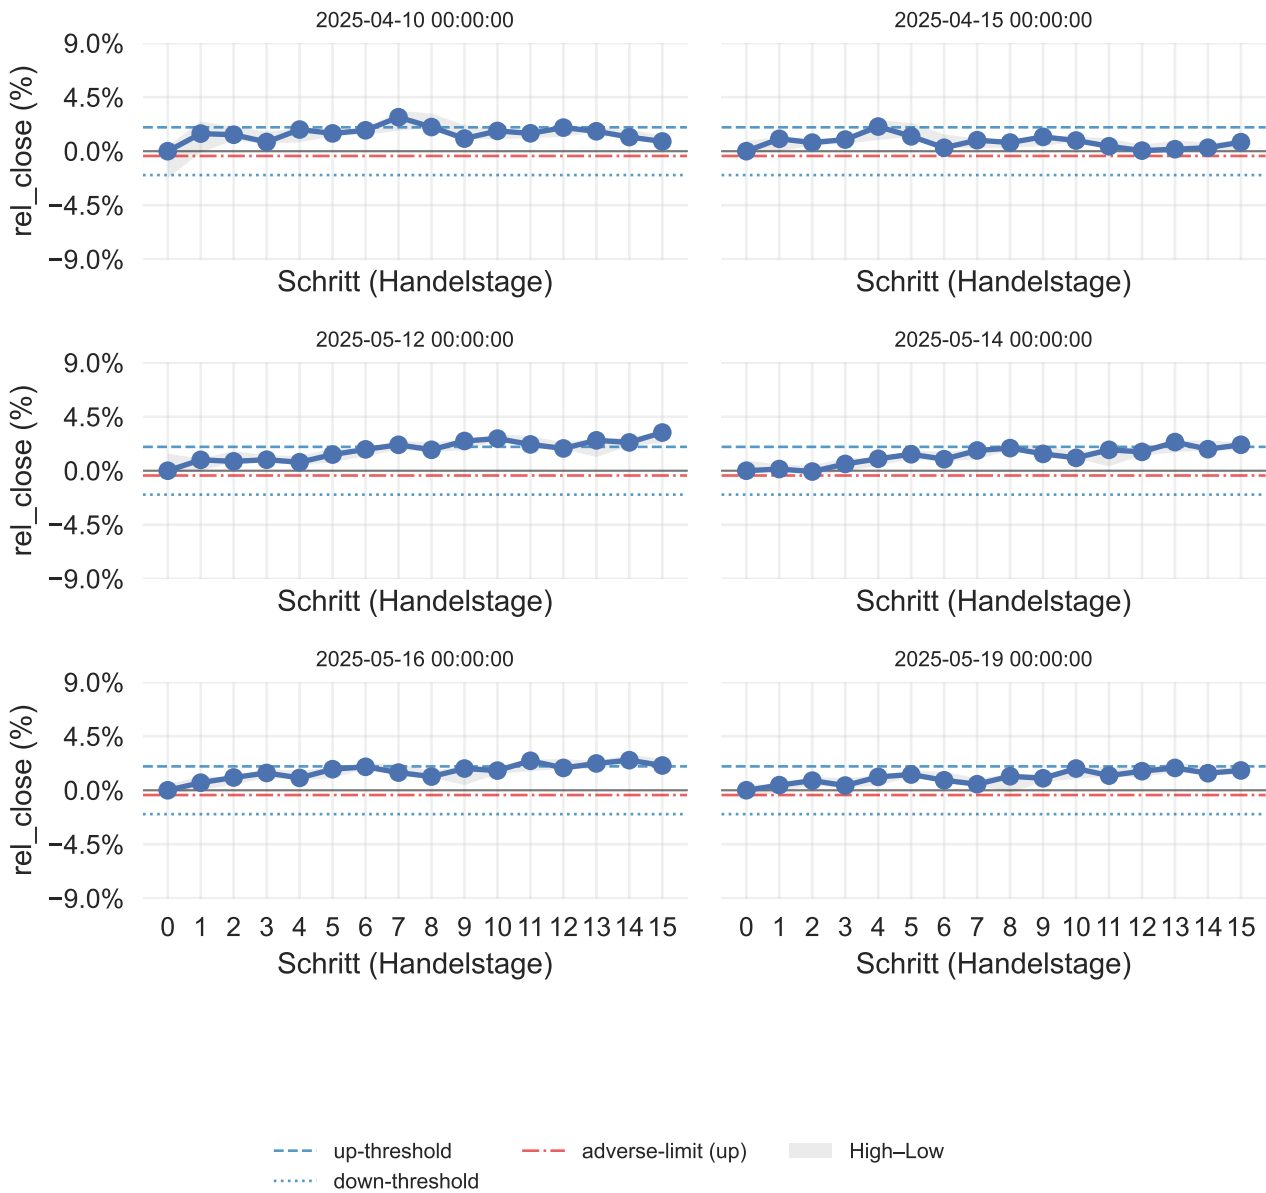 2025-04-10 00:00:00
2025-04-15 00:00:00
rel_close (%)
9.0%
4.5%
0.0%
−4.5%
−9.0%
Schritt (Handelstage)
Schritt (Handelstage)
2025-05-12 00:00:00
2025-05-14 00:00:00
rel_close (%)
9.0%
4.5%
0.0%
−4.5%
−9.0%
Schritt (Handelstage)
Schritt (Handelstage)
2025-05-16 00:00:00
2025-05-19 00:00:00
rel_close (%)
9.0%
4.5%
0.0%
−4.5%
−9.0%
0 1 2 3 4 5 6 7 8 9 10 11 12 13 14 15
0 1 2 3 4 5 6 7 8 9 10 11 12 13 14 15
Schritt (Handelstage)
Schritt (Handelstage)
up-threshold
down-threshold
adverse-limit (up)
High–Low